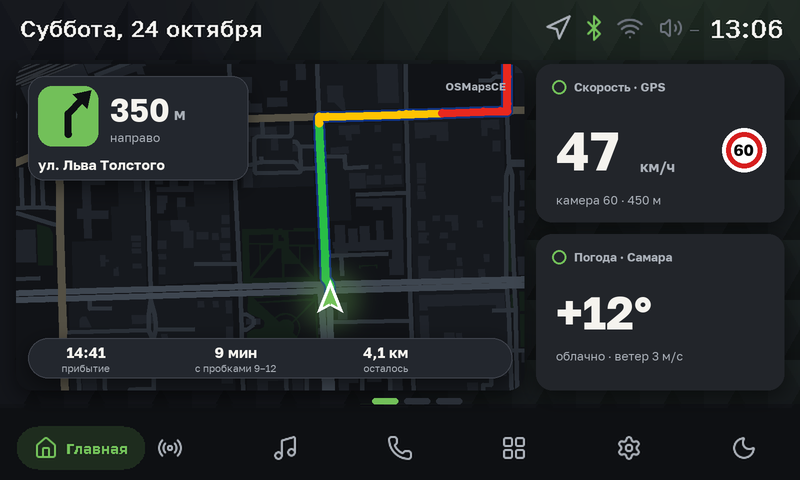 Суббота, 24 октября
– 13:06
350 м
направо
ул. Льва Толстого
OSMapsCE
Скорость · GPS
47 км/ч
60
камера 60 · 450 м
Погода · Самара
+12°
облачно · ветер 3 м/с
14:41
прибытие
9 мин
с пробками 9–12
4,1 км
осталось
Главная